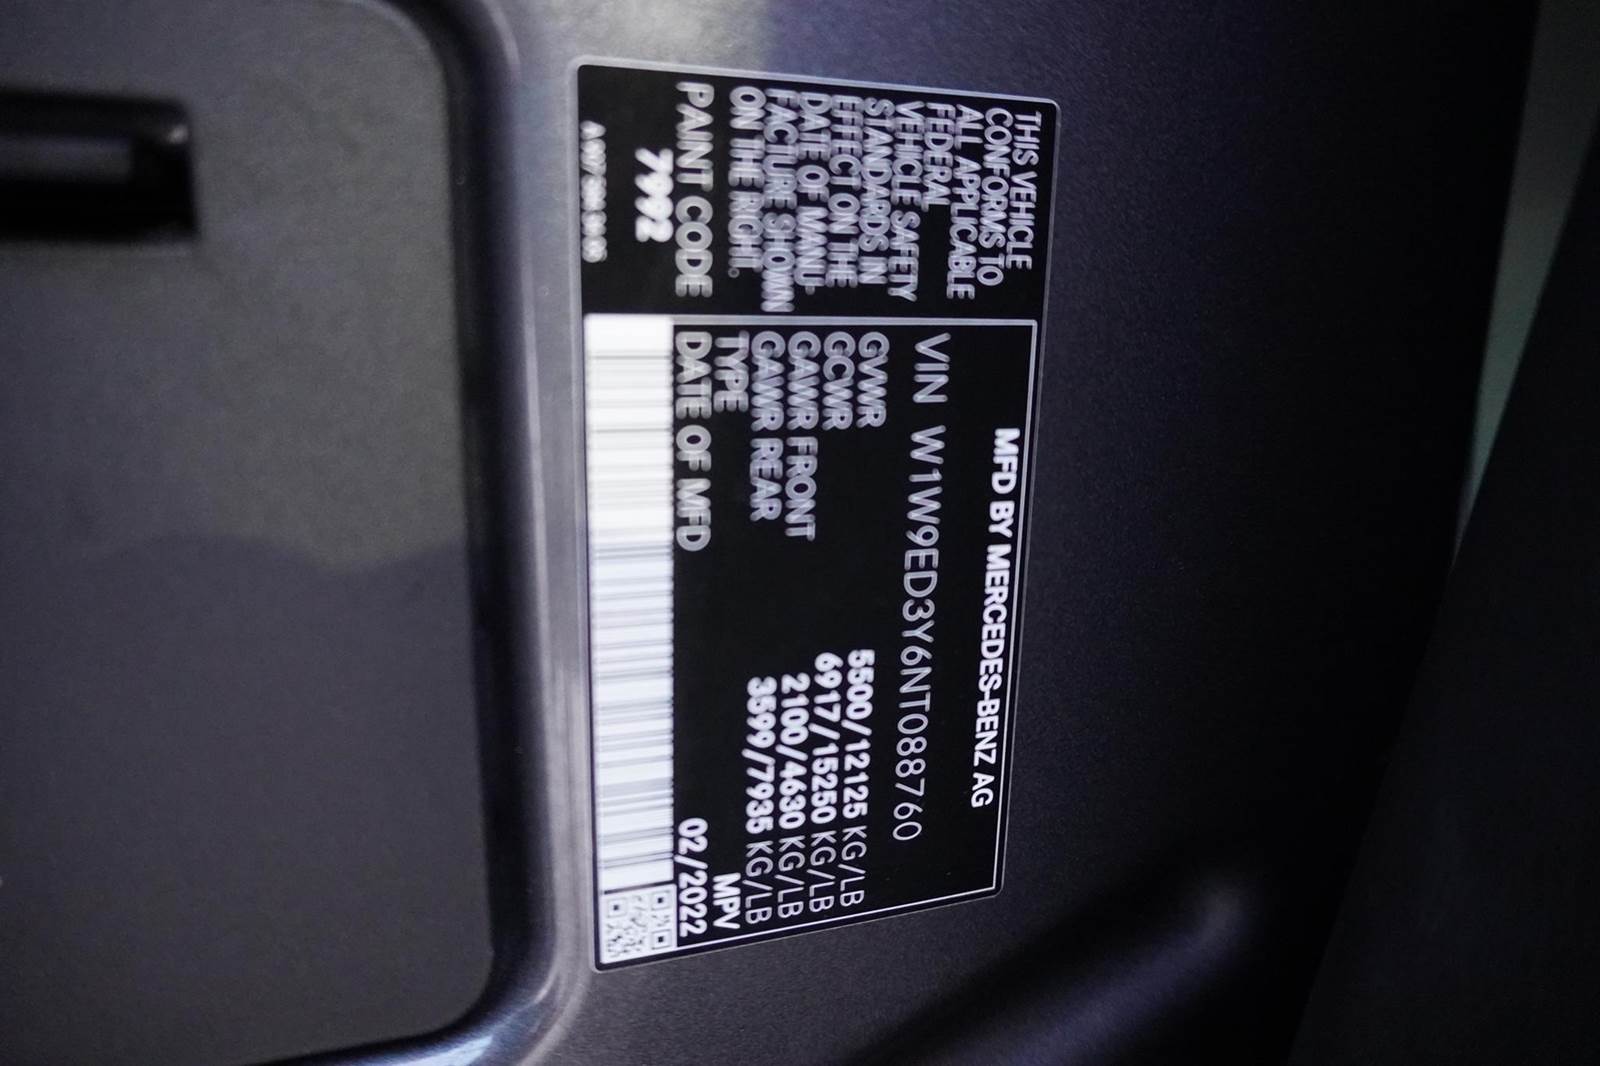 THIS VEHICLE
CONFORMS TO
ALL APPLICABLE
FEDERAL
VEHICLE SAFETY
STANDARDS IN
EFFECT ON THE
DATE OF MANU-
FACTURE SHOWN
ON THE RIGHT.
PAINT CODE
7992
MFD BY MERCEDES-BENZ AG
VIN W1W9ED3Y6NT088760
GVWR 5500/12125 KG/LB
GCWR 6917/15250 KG/LB
GAWR FRONT 2100/4630 KG/LB
GAWR REAR 3599/7935 KG/LB
TYPE MPV
DATE OF MFD 02/2022